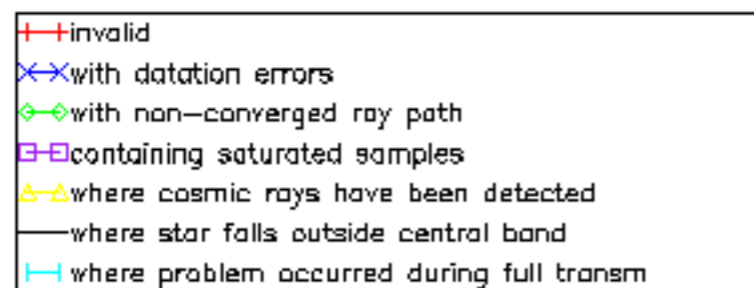 invalid
with datation errors
with non-converged ray path
containing saturated samples
where cosmic rays have been detected
where star falls outside central band
where problem occurred during full transm